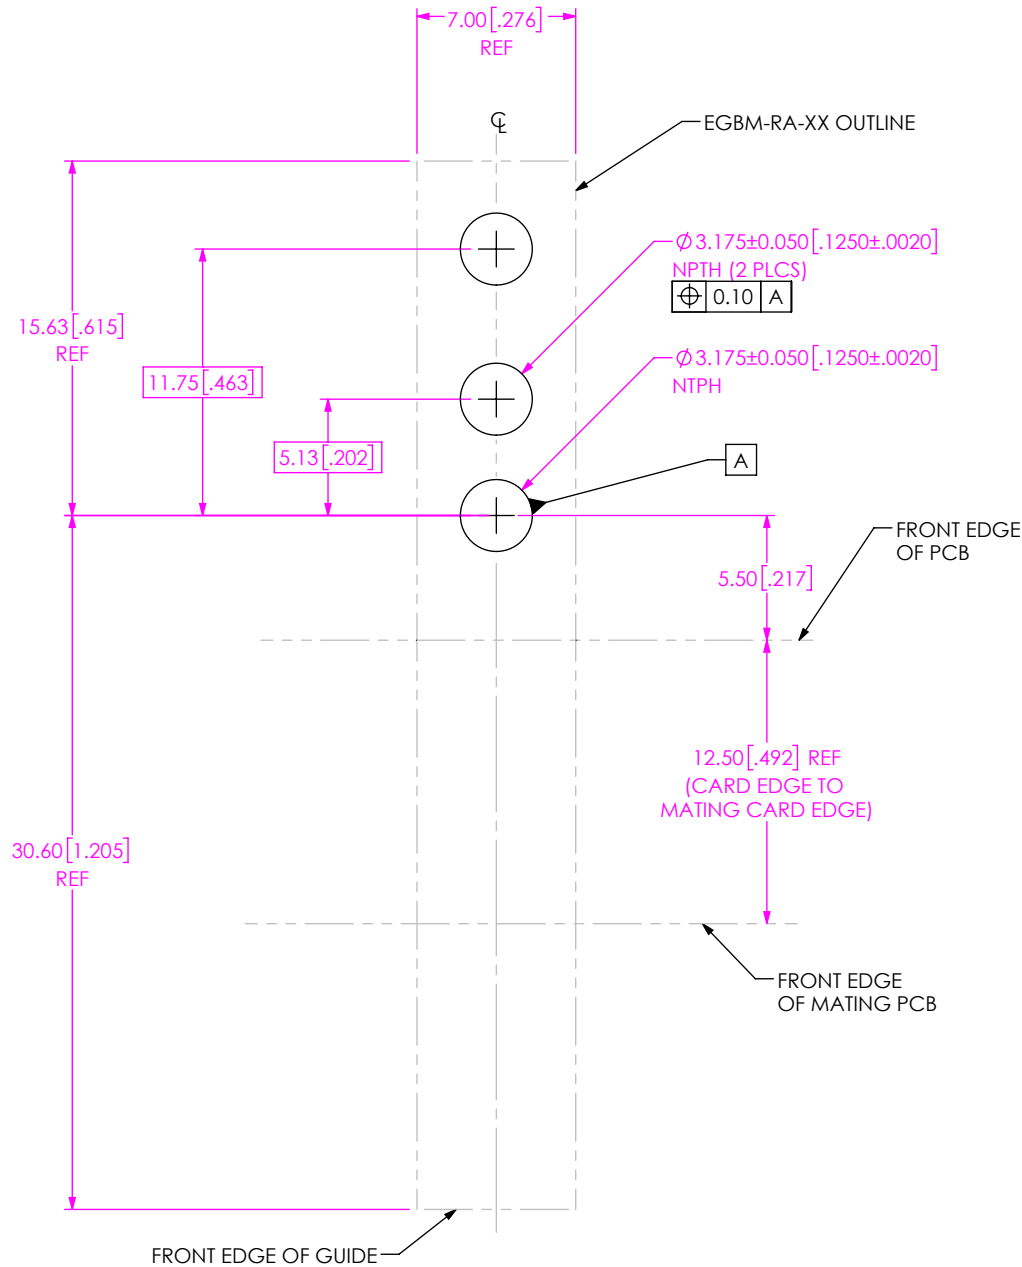 7.00[.276]
REF
℄
EGBM-RA-XX OUTLINE
Ø3.175±0.050[.1250±.0020]
NPTH (2 PLCS)
⌖ 0.10 A
15.63[.615]
REF
Ø3.175±0.050[.1250±.0020]
NTPH
11.75[.463]
5.13[.202]
A
FRONT EDGE
OF PCB
5.50[.217]
12.50[.492] REF
(CARD EDGE TO
MATING CARD EDGE)
30.60[1.205]
REF
FRONT EDGE
OF MATING PCB
FRONT EDGE OF GUIDE